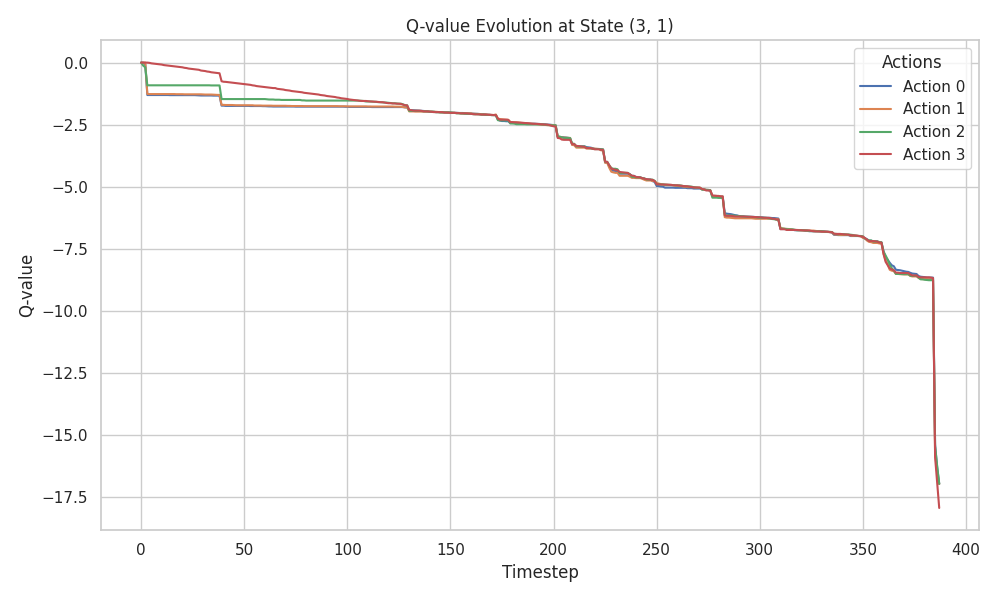 Q-value Evolution at State (3, 1)
Actions
Action 0
Action 1
Action 2
Action 3
Q-value
0.0
−2.5
−5.0
−7.5
−10.0
−12.5
−15.0
−17.5
0 50 100 150 200 250 300 350 400
Timestep